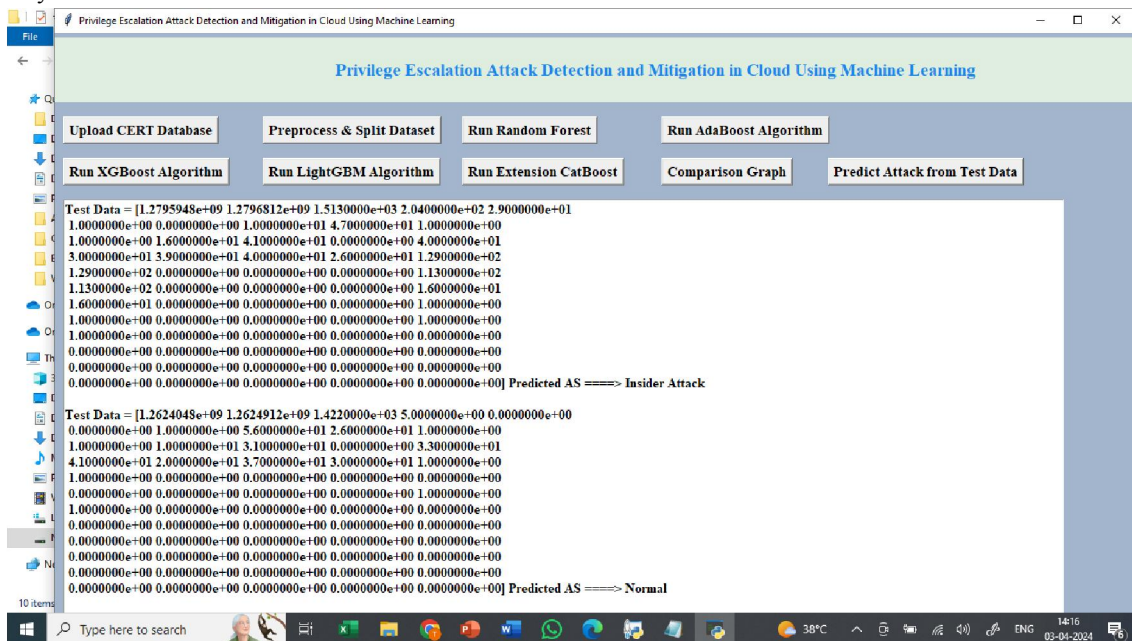 Privilege Escalation Attack Detection and Mitigation in Cloud Using Machine Learning
File
Privilege Escalation Attack Detection and Mitigation in Cloud Using Machine Learning
Upload CERT Database Preprocess & Split Dataset Run Random Forest Run AdaBoost Algorithm
Run XGBoost Algorithm Run LightGBM Algorithm Run Extension CatBoost Comparison Graph Predict Attack from Test Data
Test Data = [1.2795948e+09 1.2796812e+09 1.5130000e+03 2.0400000e+02 2.9000000e+01
1.0000000e+00 0.0000000e+00 1.0000000e+01 4.7000000e+01 1.0000000e+00
1.0000000e+00 1.6000000e+01 4.1000000e+01 0.0000000e+00 4.0000000e+01
3.0000000e+01 3.9000000e+01 4.0000000e+01 2.6000000e+01 1.2900000e+02
1.2900000e+02 0.0000000e+00 0.0000000e+00 0.0000000e+00 1.1300000e+02
1.1300000e+02 0.0000000e+00 0.0000000e+00 0.0000000e+00 1.6000000e+01
1.6000000e+01 0.0000000e+00 0.0000000e+00 0.0000000e+00 1.0000000e+00
1.0000000e+00 0.0000000e+00 0.0000000e+00 0.0000000e+00 1.0000000e+00
1.0000000e+00 0.0000000e+00 0.0000000e+00 0.0000000e+00 0.0000000e+00
0.0000000e+00 0.0000000e+00 0.0000000e+00 0.0000000e+00 0.0000000e+00
0.0000000e+00 0.0000000e+00 0.0000000e+00 0.0000000e+00 0.0000000e+00
0.0000000e+00 0.0000000e+00 0.0000000e+00 0.0000000e+00 0.0000000e+00] Predicted AS ====> Insider Attack
Test Data = [1.2624048e+09 1.2624912e+09 1.4220000e+03 5.0000000e+00 0.0000000e+00
0.0000000e+00 1.0000000e+00 5.6000000e+01 2.6000000e+01 1.0000000e+00
1.0000000e+00 1.0000000e+01 3.1000000e+01 0.0000000e+00 3.3000000e+01
4.1000000e+01 2.0000000e+01 3.7000000e+01 3.0000000e+01 1.0000000e+00
1.0000000e+00 0.0000000e+00 0.0000000e+00 0.0000000e+00 0.0000000e+00
0.0000000e+00 0.0000000e+00 0.0000000e+00 0.0000000e+00 1.0000000e+00
1.0000000e+00 0.0000000e+00 0.0000000e+00 0.0000000e+00 0.0000000e+00
0.0000000e+00 0.0000000e+00 0.0000000e+00 0.0000000e+00 0.0000000e+00
0.0000000e+00 0.0000000e+00 0.0000000e+00 0.0000000e+00 0.0000000e+00
0.0000000e+00 0.0000000e+00 0.0000000e+00 0.0000000e+00 0.0000000e+00
0.0000000e+00 0.0000000e+00 0.0000000e+00 0.0000000e+00 0.0000000e+00
0.0000000e+00 0.0000000e+00 0.0000000e+00 0.0000000e+00 0.0000000e+00] Predicted AS ====> Normal
10 items
Type here to search 38°C ENG 14:16
03-04-2024